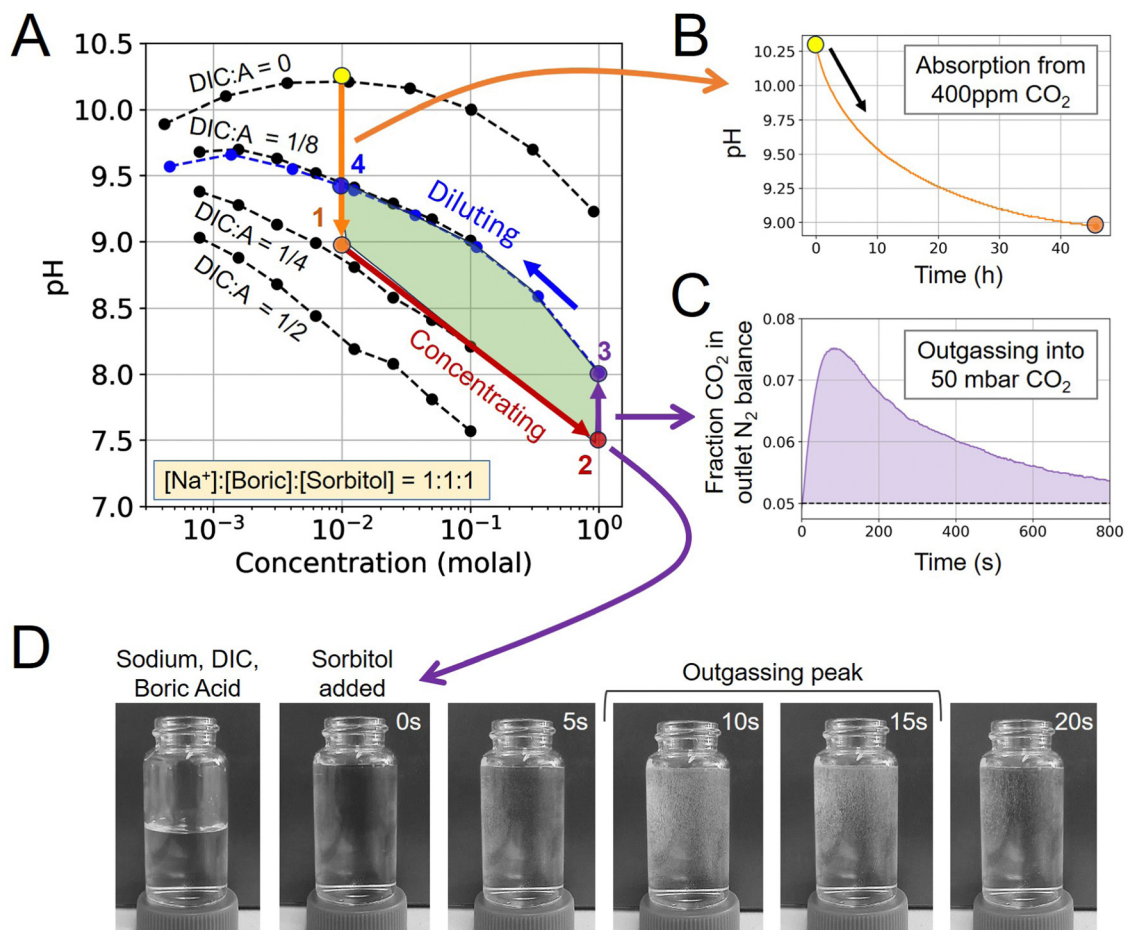 A
10.5
10.0
9.5
9.0
8.5
8.0
7.5
7.0
pH
DIC:A = 0
DIC:A = 1/8
DIC:A = 1/4
DIC:A = 1/2
4
1
Diluting
3
Concentrating
2
[Na⁺]:[Boric]:[Sorbitol] = 1:1:1
10⁻³
10⁻²
10⁻¹
10⁰
Concentration (molal)
B
10.25
10.00
9.75
9.50
9.25
9.00
pH
Absorption from
400ppm CO₂
0
10
20
30
40
Time (h)
C
0.08
0.07
0.06
0.05
Fraction CO₂ in
outlet N₂ balance
Outgassing into
50 mbar CO₂
0
200
400
600
800
Time (s)
D
Sodium, DIC,
Boric Acid
Sorbitol
added
Outgassing peak
0s
5s
10s
15s
20s